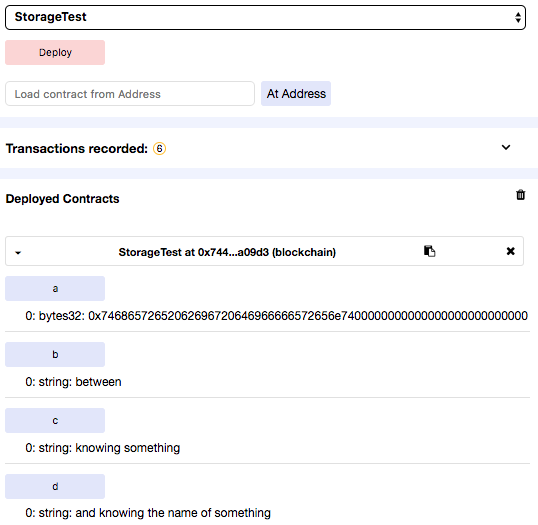 StorageTest
Deploy
Load contract from Address
At Address
Transactions recorded: 6
Deployed Contracts
StorageTest at 0x744...a09d3 (blockchain)
a
0: bytes32: 0x746865726520626967206469666666572656e740000000000000000000000000
b
0: string: between
c
0: string: knowing something
d
0: string: and knowing the name of something